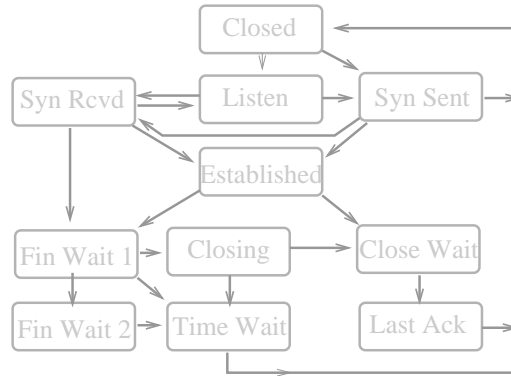 Closed
Syn Rcvd
Listen
Syn Sent
Established
Fin Wait 1
Closing
Close Wait
Fin Wait 2
Time Wait
Last Ack